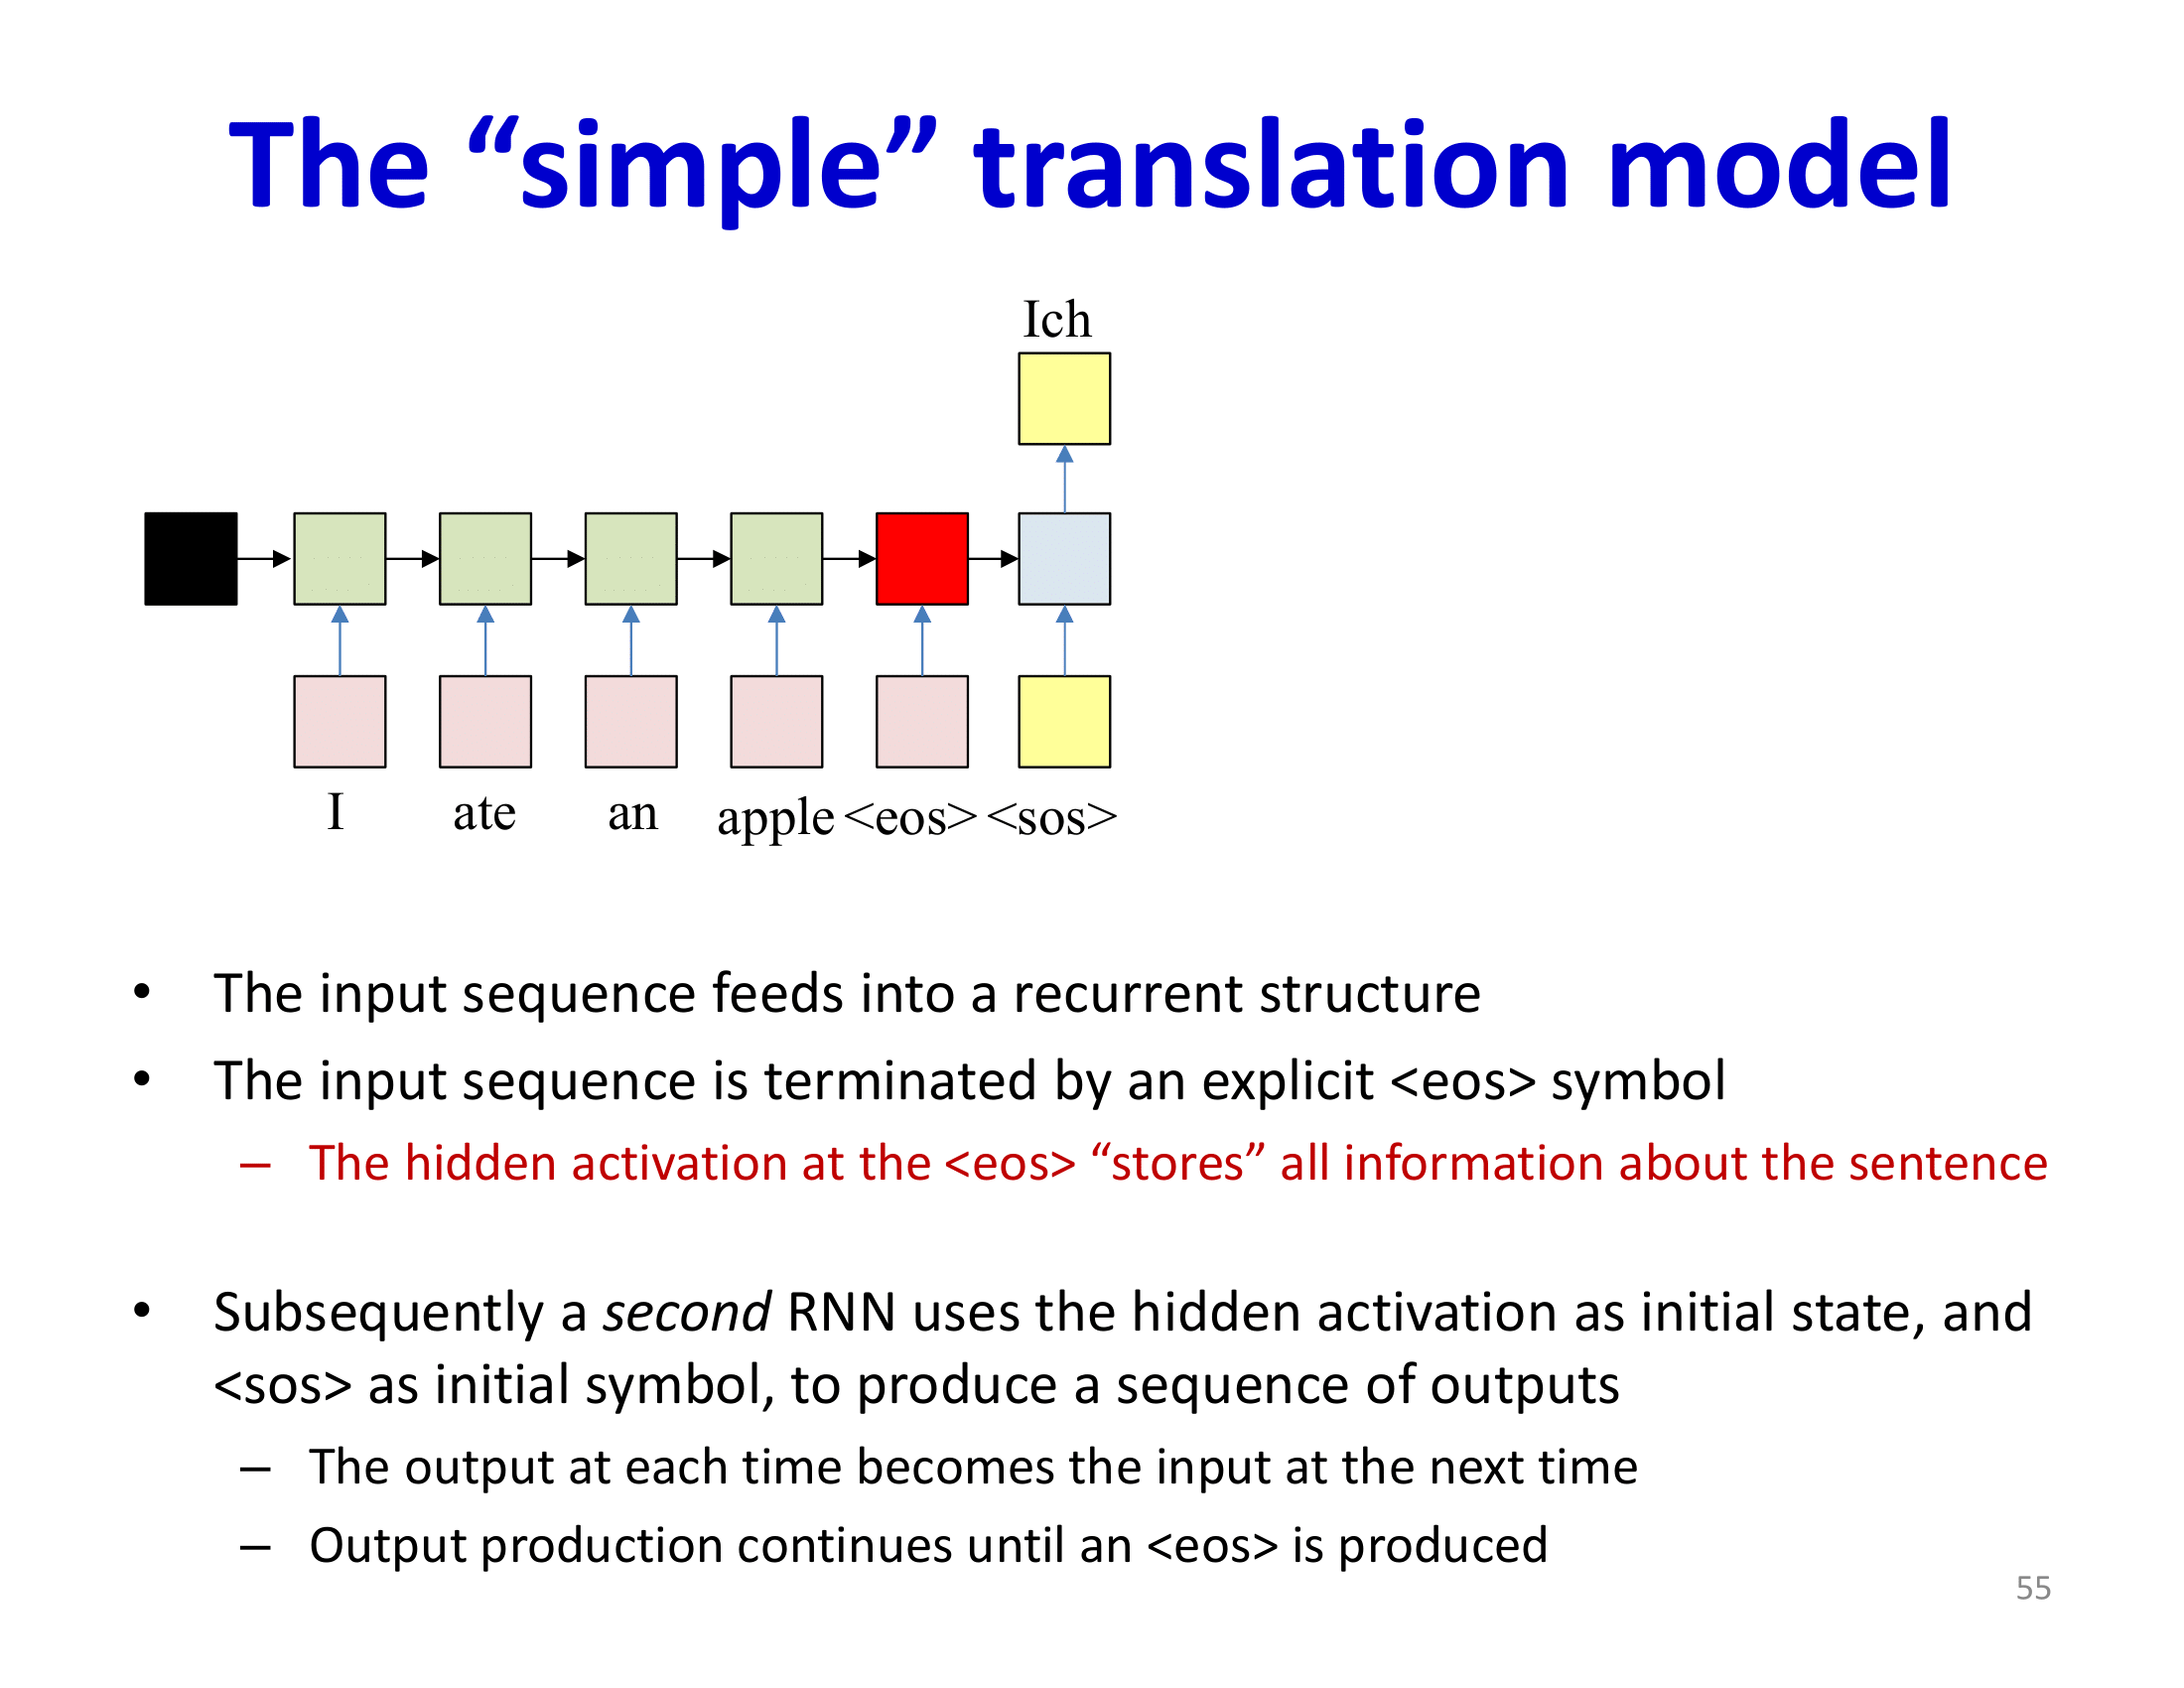 The “simple” translation model
Ich
I ate an apple <eos> <sos>
• The input sequence feeds into a recurrent structure
• The input sequence is terminated by an explicit <eos> symbol
– The hidden activation at the <eos> “stores” all information about the sentence
• Subsequently a second RNN uses the hidden activation as initial state, and
<sos> as initial symbol, to produce a sequence of outputs
– The output at each time becomes the input at the next time
– Output production continues until an <eos> is produced
55